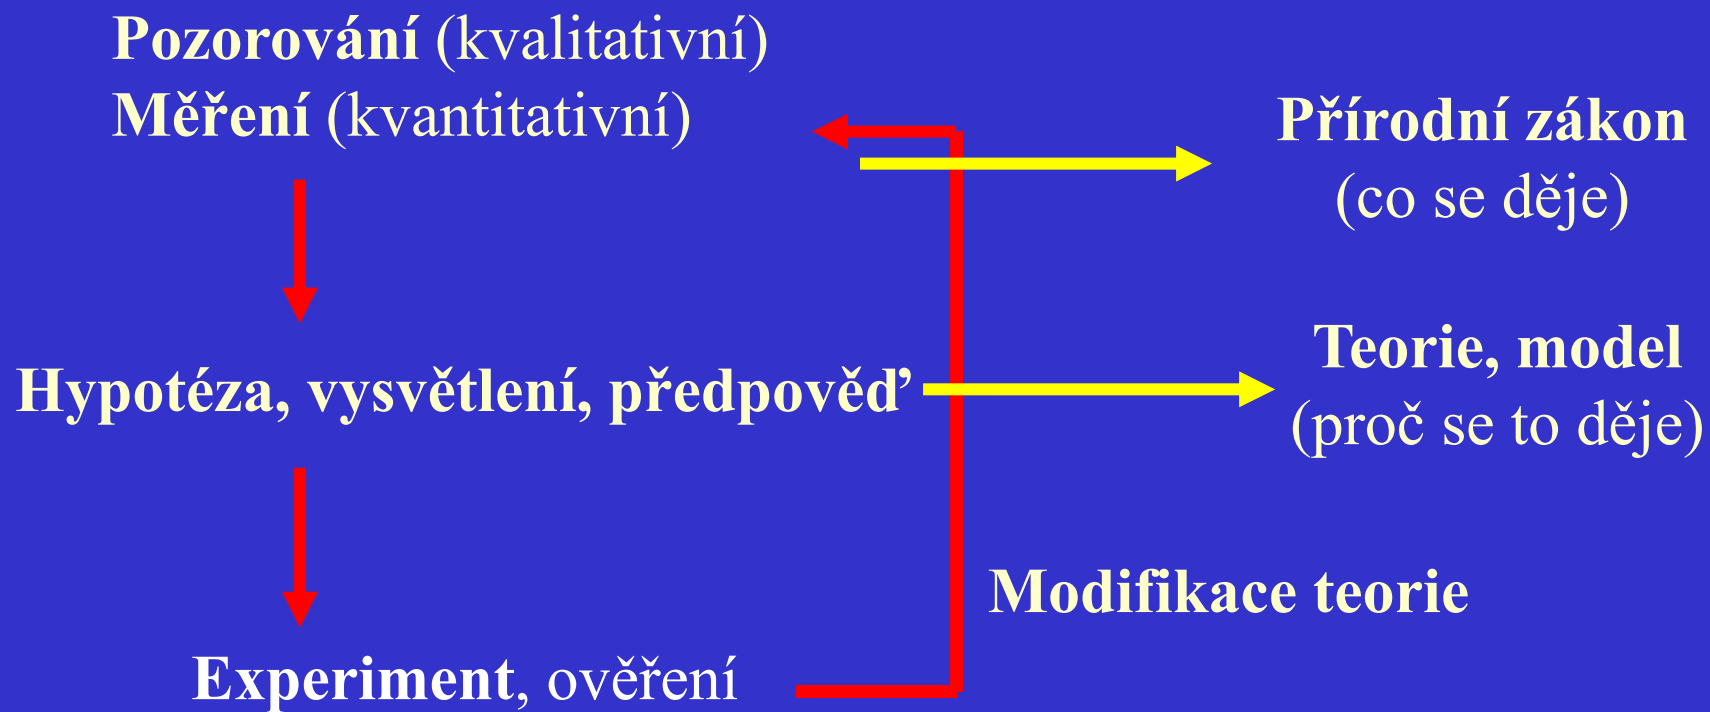 Pozorování (kvalitativní)
Měření (kvantitativní)
Přírodní zákon
(co se děje)
Hypotéza, vysvětlení, předpověď
Teorie, model
(proč se to děje)
Modifikace teorie
Experiment, ověření